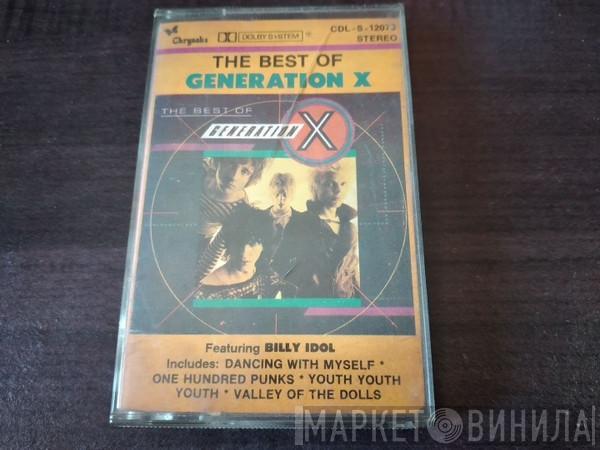 Chrysalis DOLBY SYSTEM ® CDL-S-12073
STEREO
THE BEST OF
GENERATION X
THE BEST OF
GENERATION X
Featuring BILLY IDOL
Includes: DANCING WITH MYSELF *
ONE HUNDRED PUNKS * YOUTH YOUTH
YOUTH * VALLEY OF THE DOLLS
МАРКЕТ ВИНИЛА